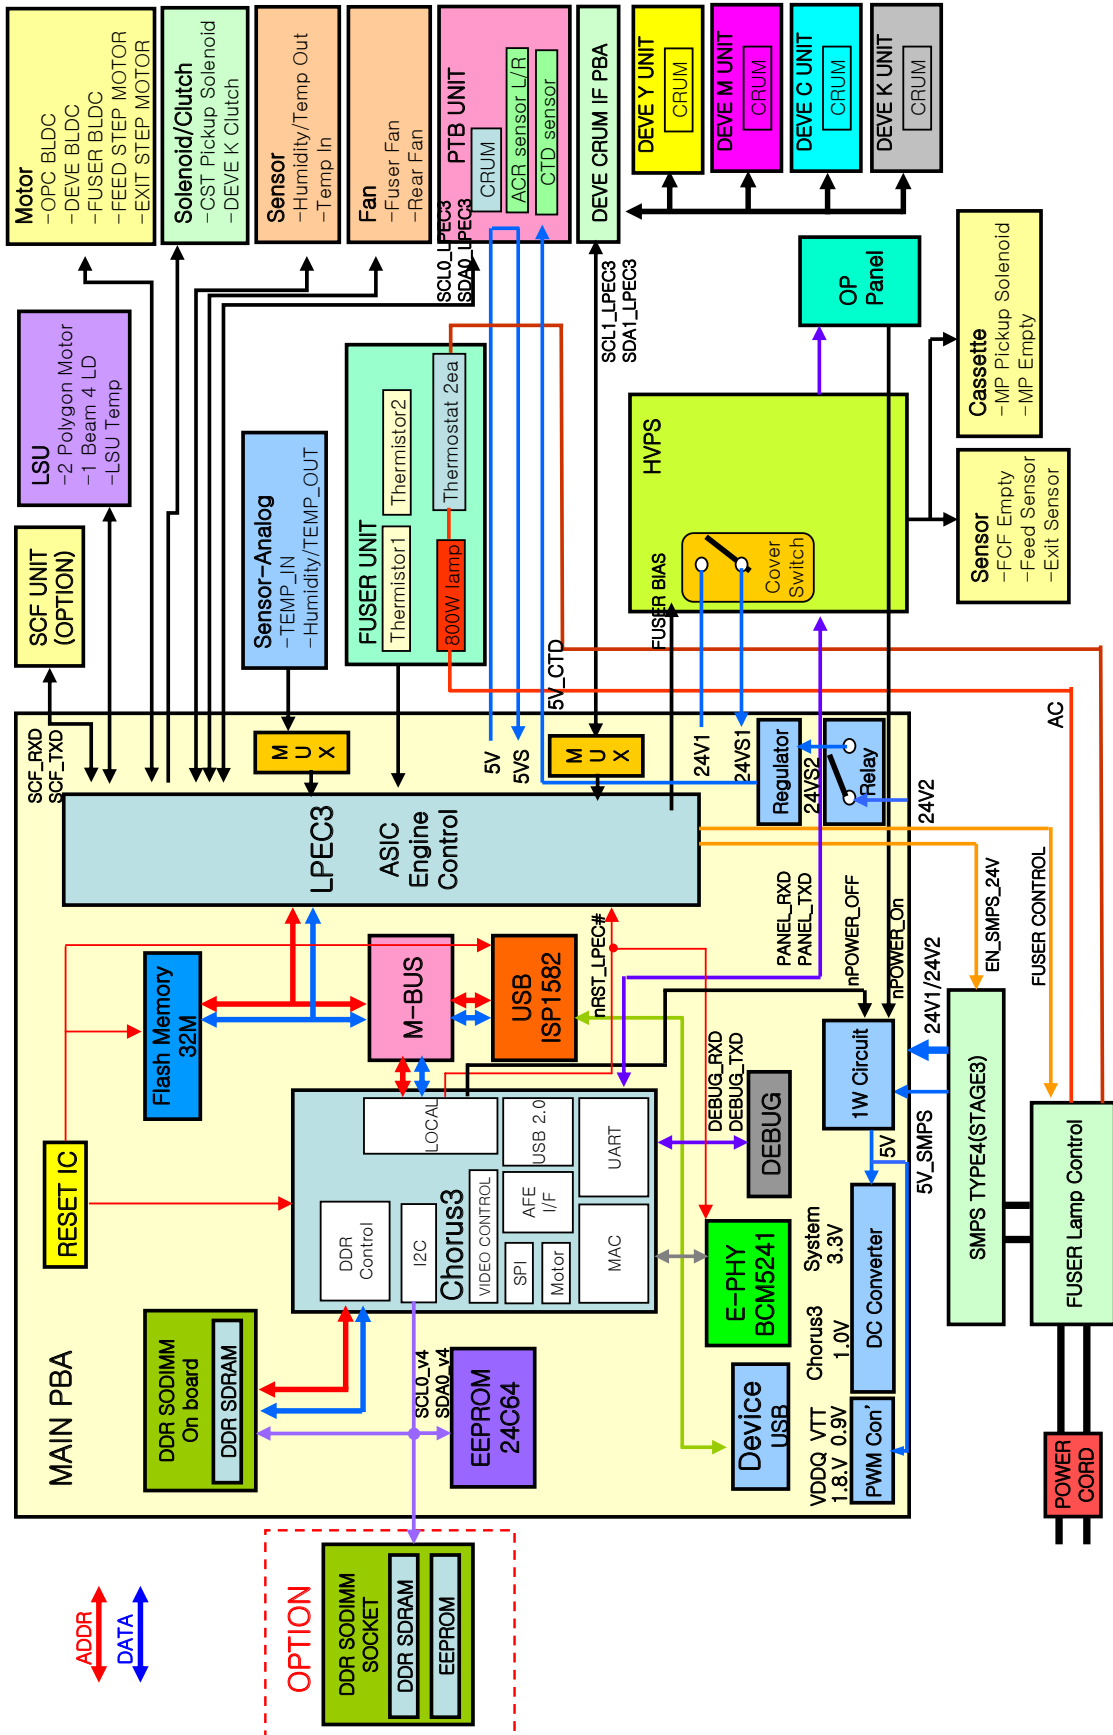 ADDR
DATA
OPTION
DDR SODIMM
SOCKET
DDR SDRAM
EEPROM
MAIN PBA
DDR SODIMM
On board
DDR SDRAM
SCL0_v4
SDA0_v4
EEPROM
24C64
RESET IC
Flash Memory
32M
Chorus3
DDR
Control
I2C
LOCAL
VIDEO CONTROL
SPI
Motor
AFE
I/F
USB 2.0
MAC
UART
M-BUS
USB
ISP1582
nRST_LPEC#
E-PHY
BCM5241
DEBUG
DEBUG_RXD
DEBUG_TXD
Device
USB
VDDQ VTT
1.8.V 0.9V
PWM Con'
Chorus3
1.0V
System
3.3V
DC Converter
1W Circuit
5V
5V_SMPS
24V1/24V2
nPOWER_OFF
nPOWER_On
PANEL_RXD
PANEL_TXD
EN_SMPS_24V
FUSER CONTROL
SMPS TYPE4(STAGE3)
FUSER Lamp Control
POWER
CORD
LPEC3
ASIC
Engine
Control
MUX
MUX
5V
5VS
5V_CTD
24V1
24VS1
Regulator
24VS2
Relay
24V2
AC
SCF_RXD
SCF_TXD
SCF UNIT
(OPTION)
LSU
-2 Polygon Motor
-1 Beam 4 LD
-LSU Temp
Sensor-Analog
-TEMP_IN
-Humidity/TEMP_OUT
FUSER UNIT
Thermistor1
Thermistor2
800W lamp
Thermostat 2ea
FUSER BIAS
HVPS
Cover
Switch
OP
Panel
Sensor
-FCF Empty
-Feed Sensor
-Exit Sensor
Cassette
-MP Pickup Solenoid
-MP Empty
Motor
-OPC BLDC
-DEVE BLDC
-FUSER BLDC
-FEED STEP MOTOR
-EXIT STEP MOTOR
Solenoid/Clutch
-CST Pickup Solenoid
-DEVE K Clutch
Sensor
-Humidity/Temp Out
-Temp In
Fan
-Fuser Fan
-Rear Fan
SCL0_LPEC3
SDA0_LPEC3
PTB UNIT
CRUM
ACR sensor L/R
CTD sensor
SCL1_LPEC3
SDA1_LPEC3
DEVE CRUM IF PBA
DEVE Y UNIT
CRUM
DEVE M UNIT
CRUM
DEVE C UNIT
CRUM
DEVE K UNIT
CRUM